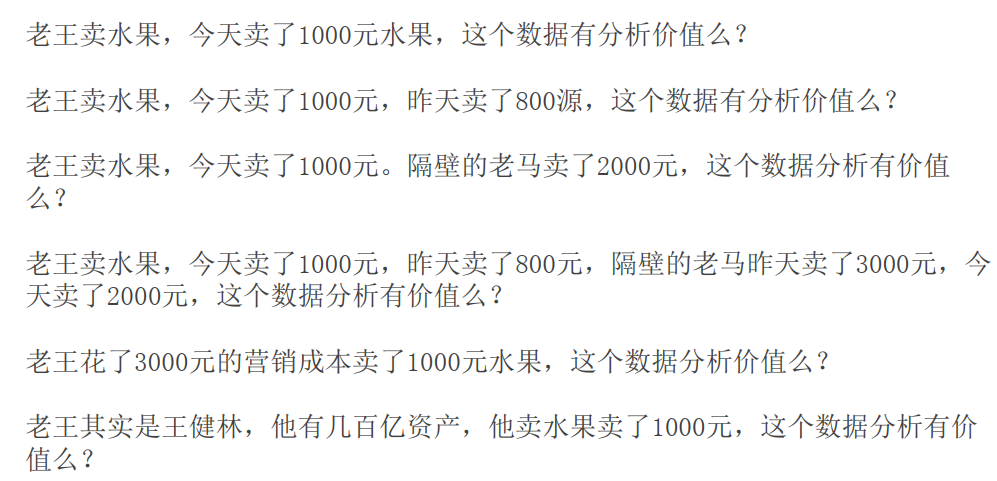 老王卖水果，今天卖了1000元水果，这个数据有分析价值么？
老王卖水果，今天卖了1000元，昨天卖了800源，这个数据有分析价值么？
老王卖水果，今天卖了1000元。隔壁的老马卖了2000元，这个数据分析有价值
么？
老王卖水果，今天卖了1000元，昨天卖了800元，隔壁的老马昨天卖了3000元，今
天卖了2000元，这个数据分析有价值么？
老王花了3000元的营销成本卖了1000元水果，这个数据分析价值么？
老王其实是王健林，他有几百亿资产，他卖水果卖了1000元，这个数据分析有价
值么？